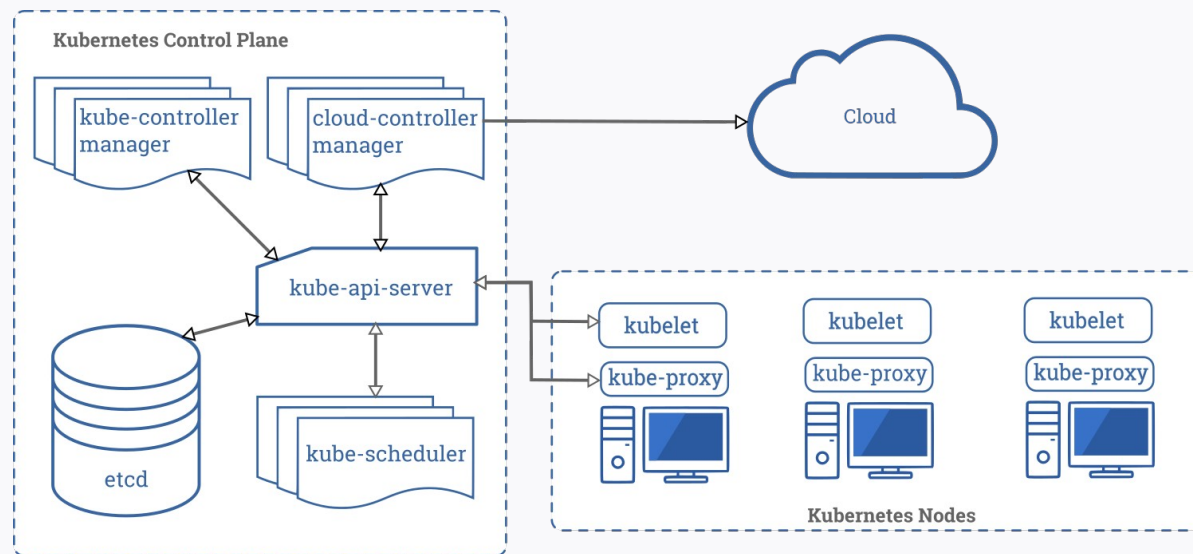 Kubernetes Control Plane
kube-controller
manager
cloud-controller
manager
Cloud
kube-api-server
etcd
kube-scheduler
kubelet
kubelet
kubelet
kube-proxy
kube-proxy
kube-proxy
Kubernetes Nodes